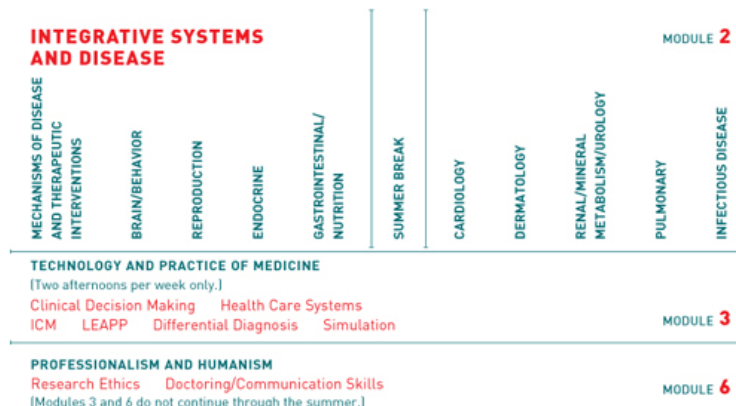 INTEGRATIVE SYSTEMS
AND DISEASE
MODULE 2
MECHANISMS OF DISEASE
AND THERAPEUTIC
INTERVENTIONS
BRAIN/BEHAVIOR
REPRODUCTION
ENDOCRINE
GASTROINTESTINAL/
NUTRITION
SUMMER BREAK
CARDIOLOGY
DERMATOLOGY
RENAL/MINERAL
METABOLISM/UROLOGY
PULMONARY
INFECTIOUS DISEASE
TECHNOLOGY AND PRACTICE OF MEDICINE
(Two afternoons per week only.)
Clinical Decision Making Health Care Systems
ICM LEAPP Differential Diagnosis Simulation
MODULE 3
PROFESSIONALISM AND HUMANISM
Research Ethics Doctoring/Communication Skills
(Modules 3 and 6 do not continue through the summer.)
MODULE 6